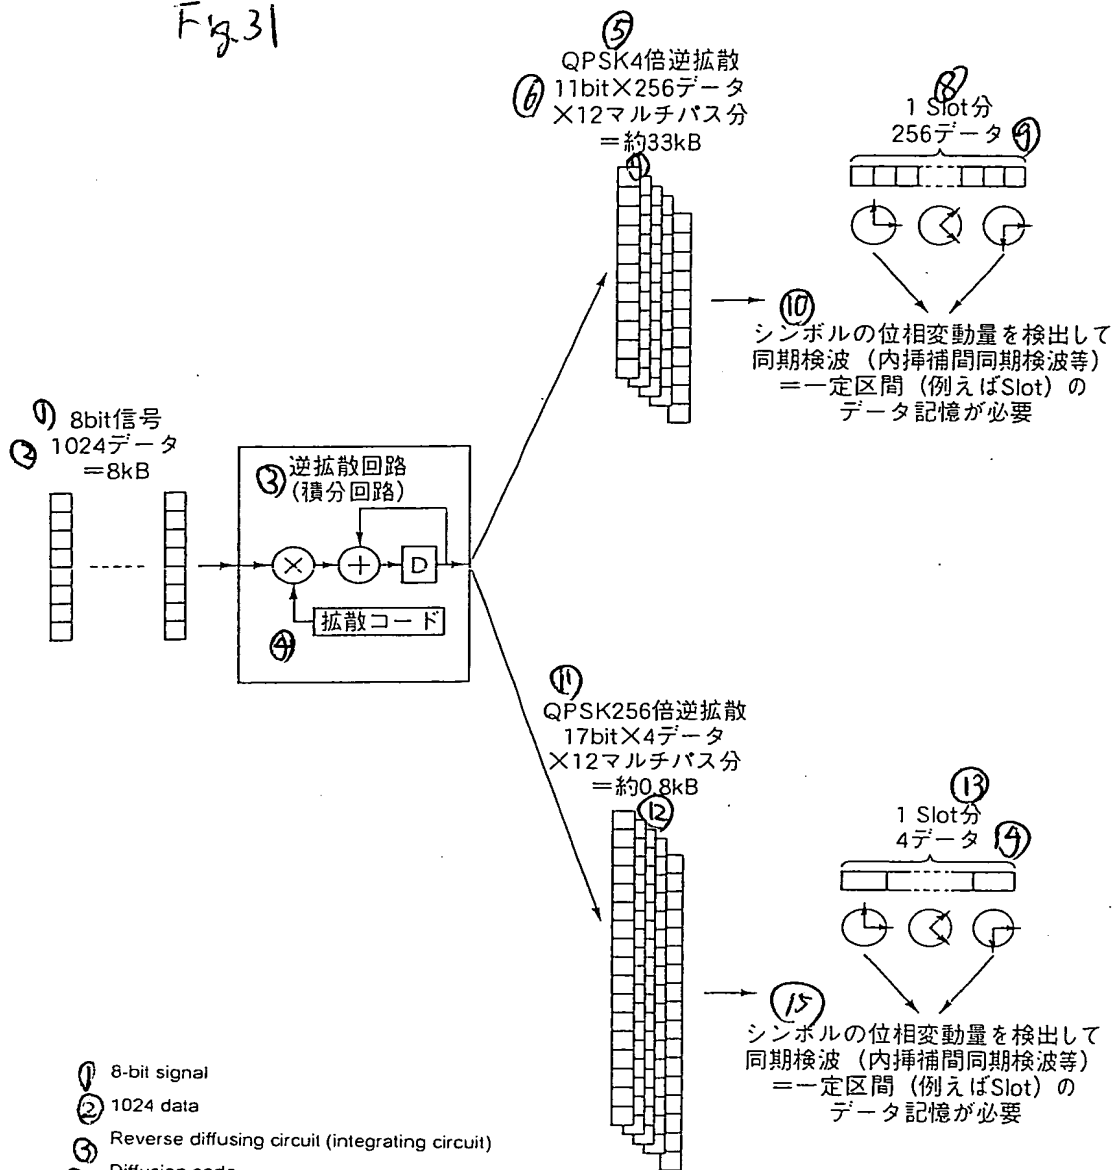 Fig.31
⑤
QPSK4倍逆拡散
⑥ 11bit×256データ
×12マルチパス分
=約33kB
⑧
1 Slot分
256データ ⑨
⑩
シンボルの位相変動量を検出して
同期検波（内挿補間同期検波等）
=一定区間（例えばSlot）の
データ記憶が必要
① 8bit信号
② 1024データ
=8kB
③ 逆拡散回路
(積分回路)
× + D
拡散コード
④
⑪
QPSK256倍逆拡散
17bit×4データ
×12マルチパス分
=約0.8kB
⑫
⑬
1 Slot分
4データ ⑭
⑮
シンボルの位相変動量を検出して
同期検波（内挿補間同期検波等）
=一定区間（例えばSlot）の
データ記憶が必要
① 8-bit signal
② 1024 data
③ Reverse diffusing circuit (integrating circuit)
Diffusion code